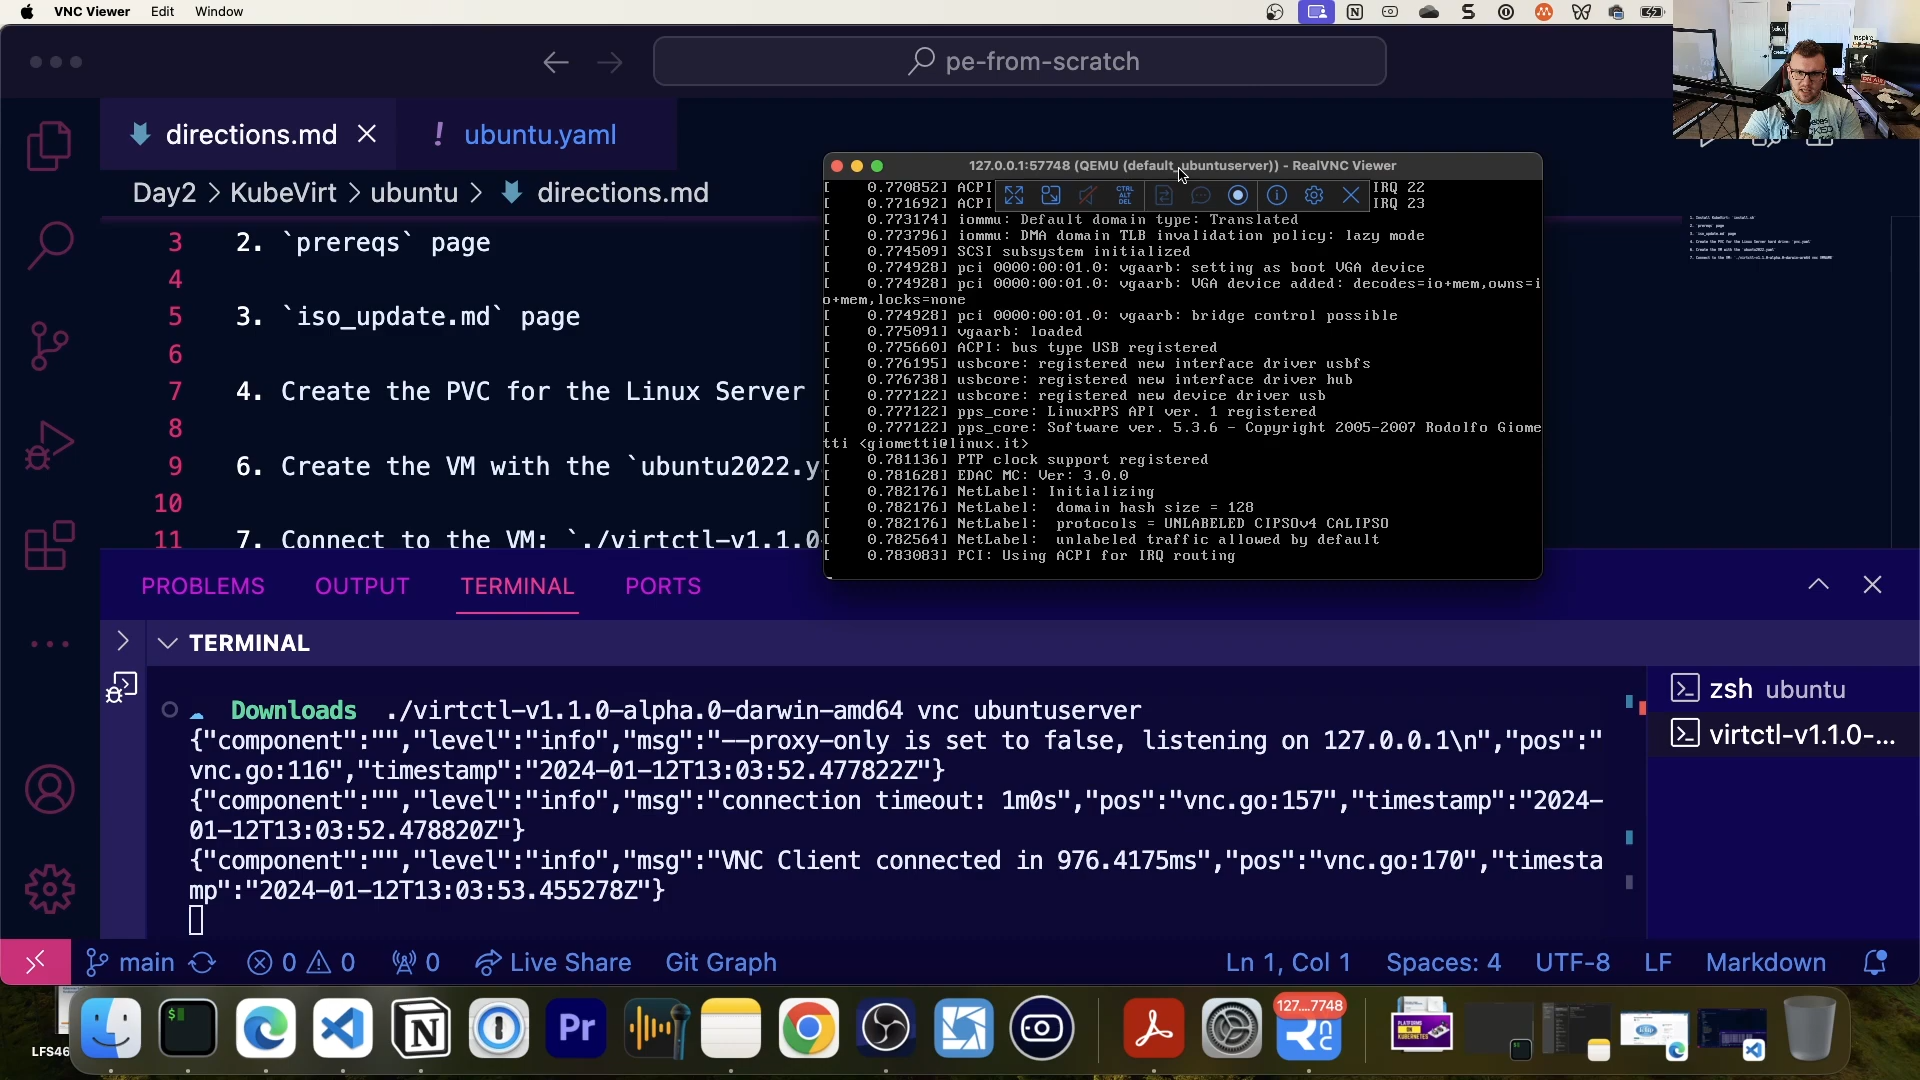 VNC Viewer Edit Window
pe-from-scratch
directions.md
! ubuntu.yaml
Day2 > KubeVirt > ubuntu > directions.md
3 2. `prereqs` page
4
5 3. `iso_update.md` page
6
7 4. Create the PVC for the Linux Server
8
9 6. Create the VM with the `ubuntu2022.y
10
11 7. Connect to the VM: `./virtctl-v1.1.0
127.0.0.1:57748 (QEMU (default_ubuntuserver)) - RealVNC Viewer
CTRL
ALT
DEL
[    0.770852] ACPI IRQ 22
[    0.771692] ACPI IRQ 23
[    0.773174] iommu: Default domain type: Translated
[    0.773796] iommu: DMA domain TLB invalidation policy: lazy mode
[    0.774509] SCSI subsystem initialized
[    0.774928] pci 0000:00:01.0: vgaarb: setting as boot VGA device
[    0.774928] pci 0000:00:01.0: vgaarb: VGA device added: decodes=io+mem,owns=i
o+mem,locks=none
[    0.774928] pci 0000:00:01.0: vgaarb: bridge control possible
[    0.775091] vgaarb: loaded
[    0.775660] ACPI: bus type USB registered
[    0.776195] usbcore: registered new interface driver usbfs
[    0.776738] usbcore: registered new interface driver hub
[    0.777122] usbcore: registered new device driver usb
[    0.777122] pps_core: LinuxPPS API ver. 1 registered
[    0.777122] pps_core: Software ver. 5.3.6 - Copyright 2005-2007 Rodolfo Giome
tti <giometti@linux.it>
[    0.781136] PTP clock support registered
[    0.781628] EDAC MC: Ver: 3.0.0
[    0.782176] NetLabel: Initializing
[    0.782176] NetLabel:  domain hash size = 128
[    0.782176] NetLabel:  protocols = UNLABELED CIPSOv4 CALIPSO
[    0.782564] NetLabel:  unlabeled traffic allowed by default
[    0.783083] PCI: Using ACPI for IRQ routing
PROBLEMS OUTPUT TERMINAL PORTS
TERMINAL
Downloads ./virtctl-v1.1.0-alpha.0-darwin-amd64 vnc ubuntuserver
{"component":"","level":"info","msg":"--proxy-only is set to false, listening on 127.0.0.1\n","pos":"
vnc.go:116","timestamp":"2024-01-12T13:03:52.477822Z"}
{"component":"","level":"info","msg":"connection timeout: 1m0s","pos":"vnc.go:157","timestamp":"2024-
01-12T13:03:52.478820Z"}
{"component":"","level":"info","msg":"VNC Client connected in 976.4175ms","pos":"vnc.go:170","timesta
mp":"2024-01-12T13:03:53.455278Z"}
zsh ubuntu
virtctl-v1.1.0-...
main 0 0 0 Live Share Git Graph
Ln 1, Col 1 Spaces: 4 UTF-8 LF Markdown
LFS46
$
Pr
127....7748